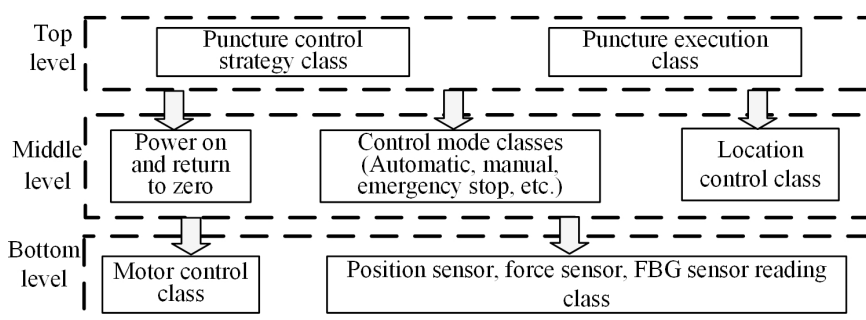 Top
level
Puncture control
strategy class
Puncture execution
class
Middle
level
Power on
and return
to zero
Control mode classes
(Automatic, manual,
emergency stop, etc.)
Location
control class
Bottom
level
Motor control
class
Position sensor, force sensor, FBG sensor reading
class